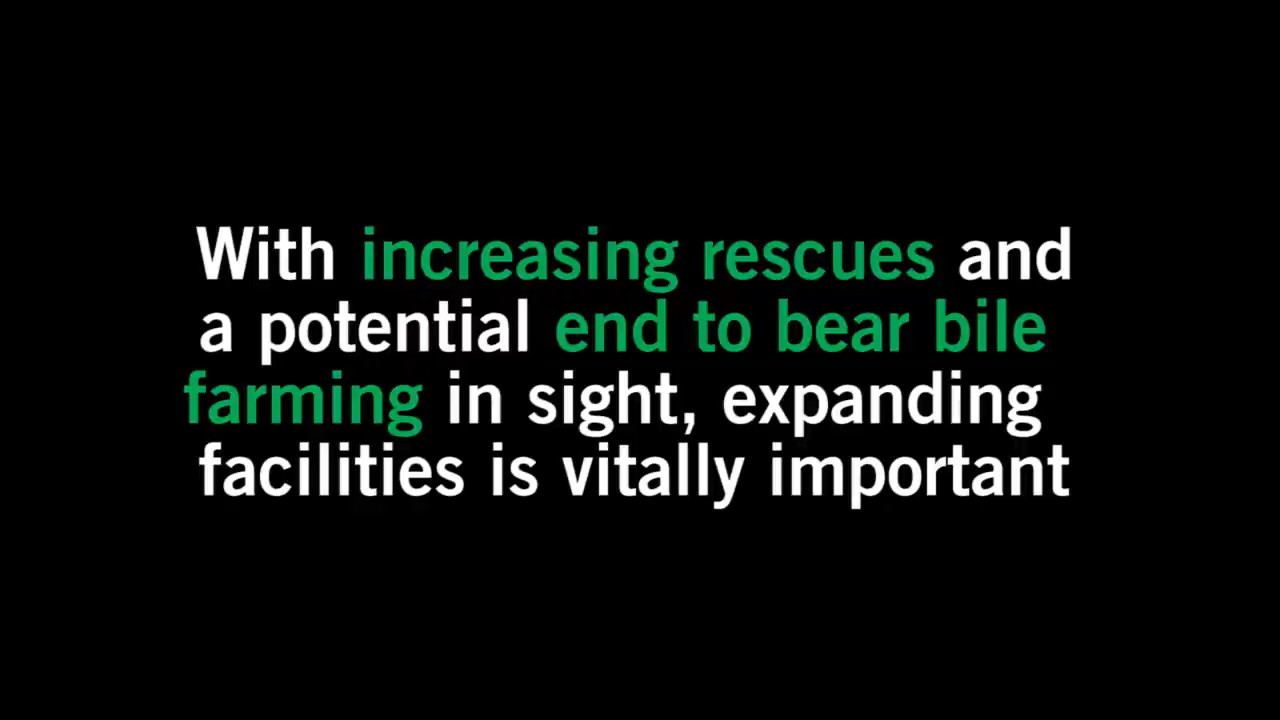 With increasing rescues and
a potential end to bear bile
farming in sight, expanding
facilities is vitally important